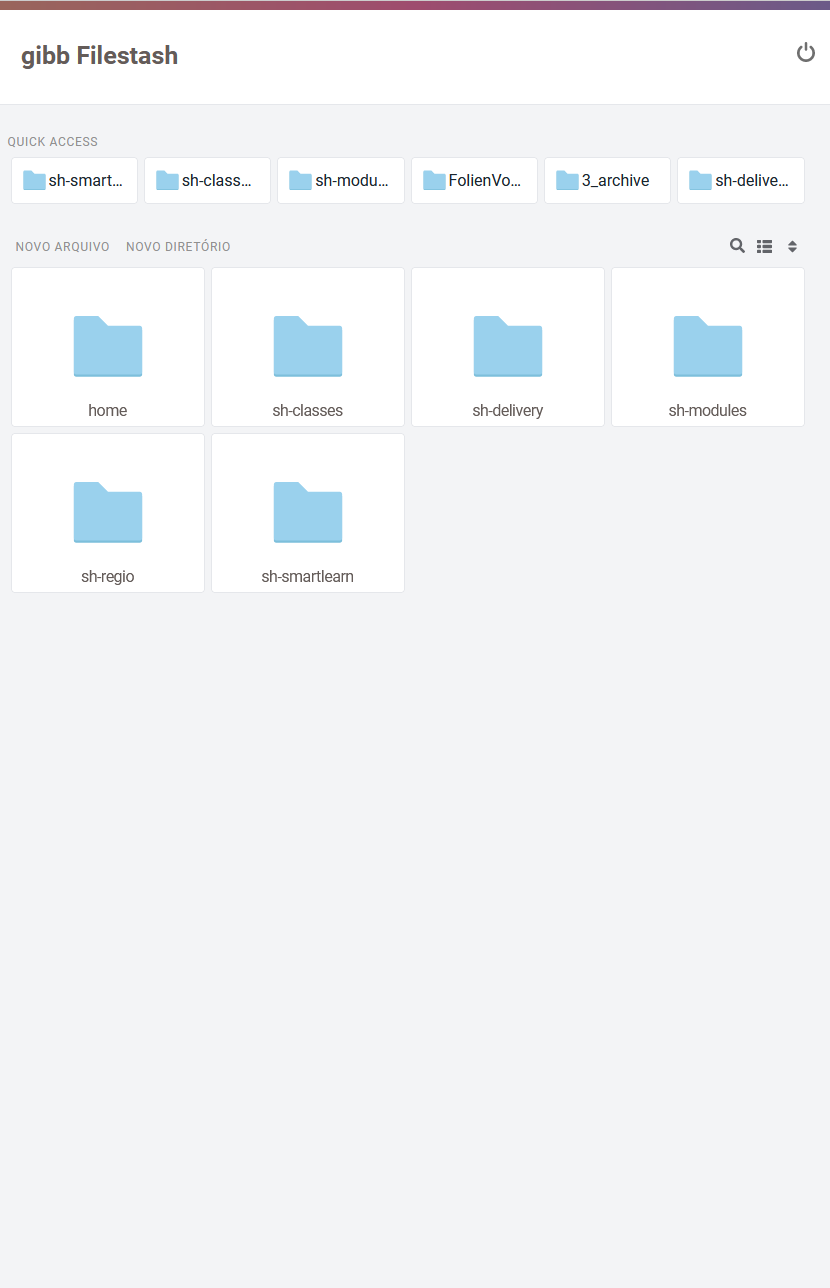 gibb Filestash
QUICK ACCESS
sh-smart... sh-class... sh-modu... FolienVo... 3_archive sh-delive...
NOVO ARQUIVO NOVO DIRETÓRIO
home sh-classes sh-delivery sh-modules
sh-regio sh-smartlearn